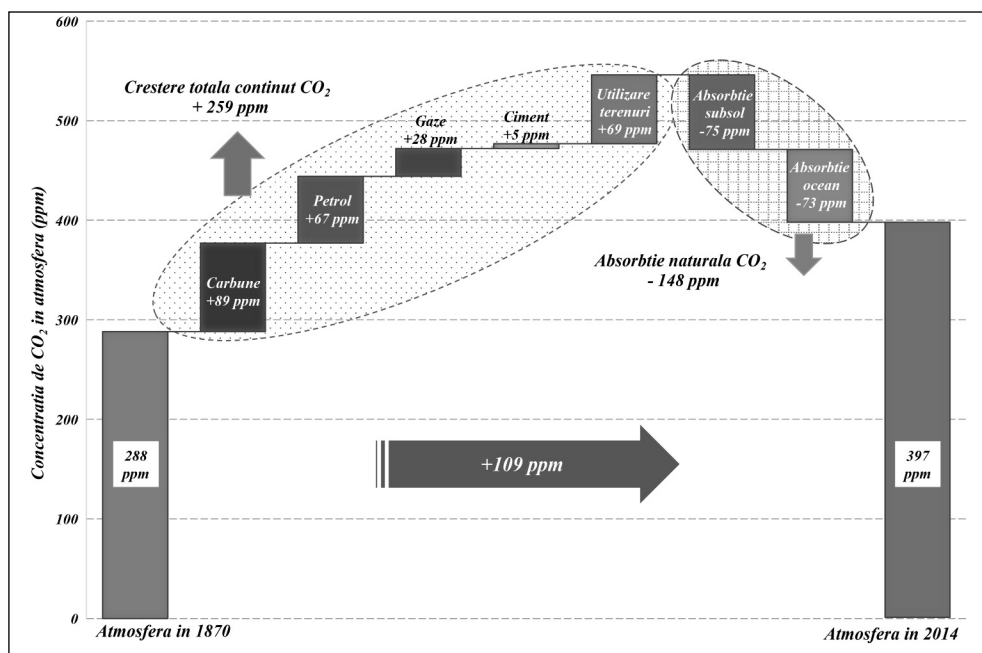 Concentratia de CO2 in atmosfera (ppm)
600
500
400
300
200
100
0
Crestere totala continut CO2
+ 259 ppm
Carbune
+89 ppm
Petrol
+67 ppm
Gaze
+28 ppm
Ciment
+5 ppm
Utilizare
terenuri
+69 ppm
Absorbtie
subsol
-75 ppm
Absorbtie
ocean
-73 ppm
Absorbtie naturala CO2
- 148 ppm
288
ppm
+109 ppm
397
ppm
Atmosfera in 1870
Atmosfera in 2014